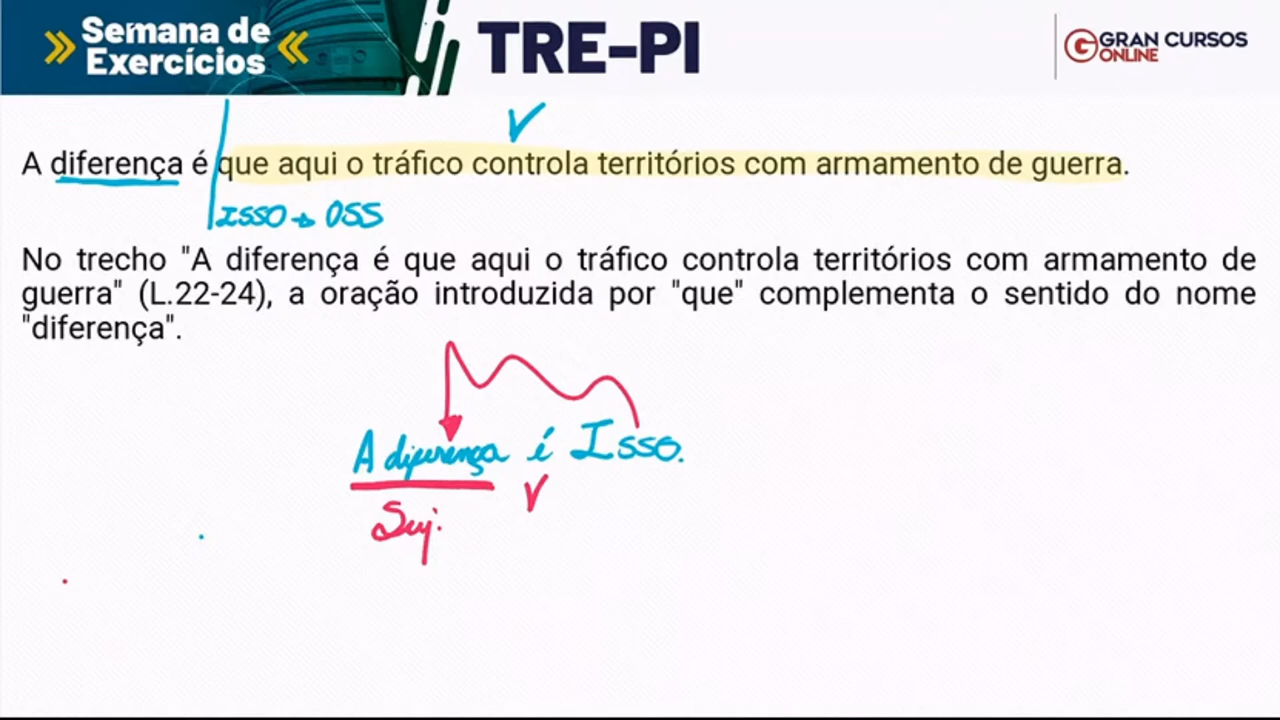 Semana de
Exercícios
TRE-PI
GRAN CURSOS
ONLINE
V
A diferença é que aqui o tráfico controla territórios com armamento de guerra.
ISSO → OSS
No trecho "A diferença é que aqui o tráfico controla territórios com armamento de
guerra" (L.22-24), a oração introduzida por "que" complementa o sentido do nome
"diferença".
A diferença é Isso.
Suj. V